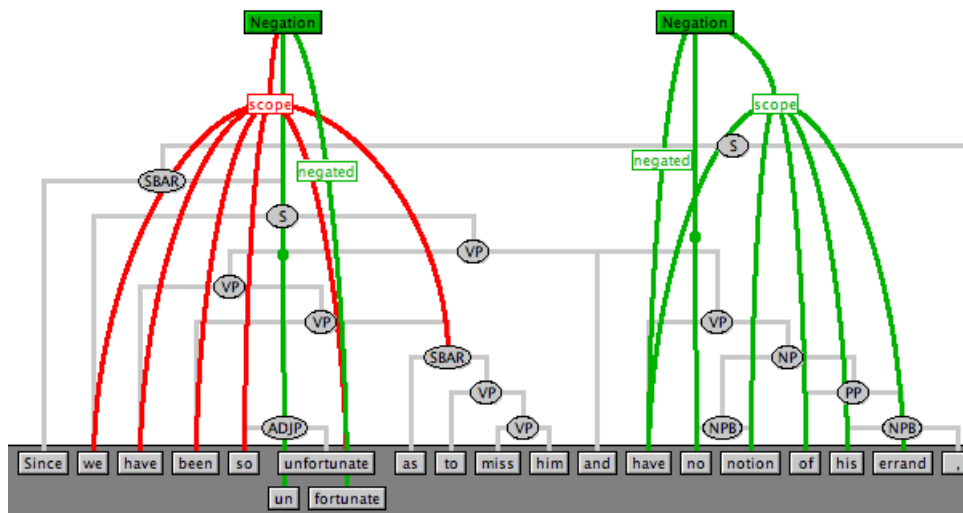 Negation Negation
scope scope
S
negated
negated
SBAR
S
VP
VP
VP VP
SBAR NP
VP PP
ADJP VP NPB NPB
Since we have been so unfortunate as to miss him and have no notion of his errand ,
un fortunate